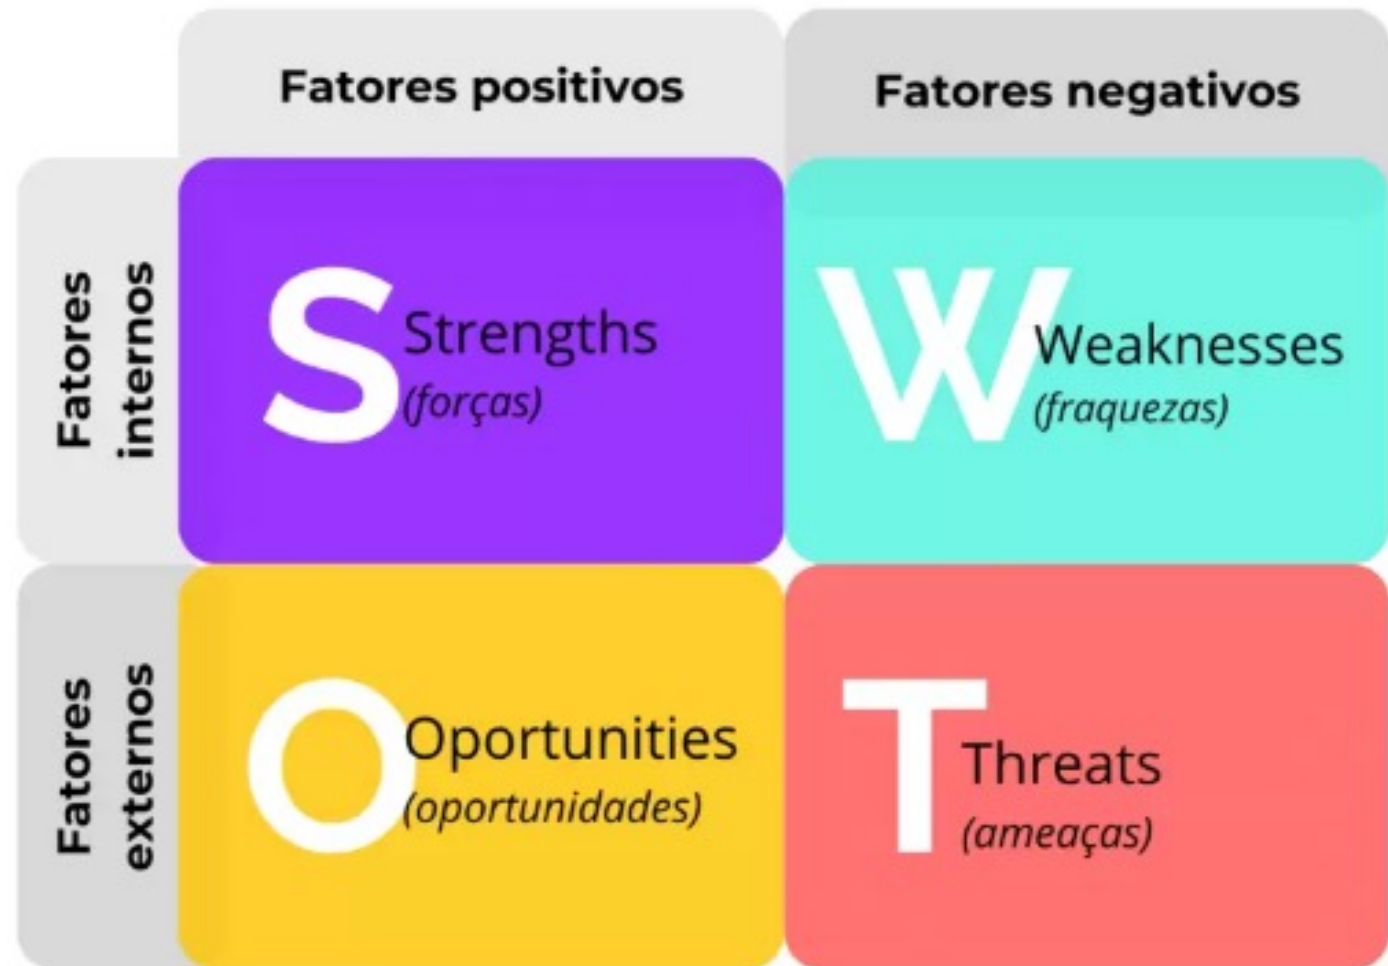 Fatores positivos
Fatores negativos
Fatores
internos
S
Strengths
(forças)
W
Weaknesses
(fraquezas)
Fatores
externos
O
Oportunities
(oportunidades)
T
Threats
(ameaças)